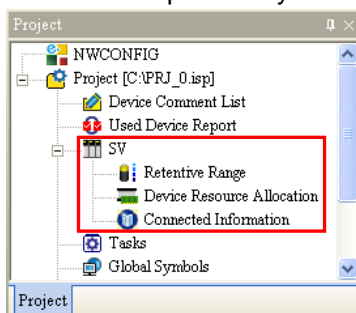 Project
NWCONFIG
Project [C:\PRJ_0.isp]
Device Comment List
Used Device Report
SV
Retentive Range
Device Resource Allocation
Connected Information
Tasks
Global Symbols
Project